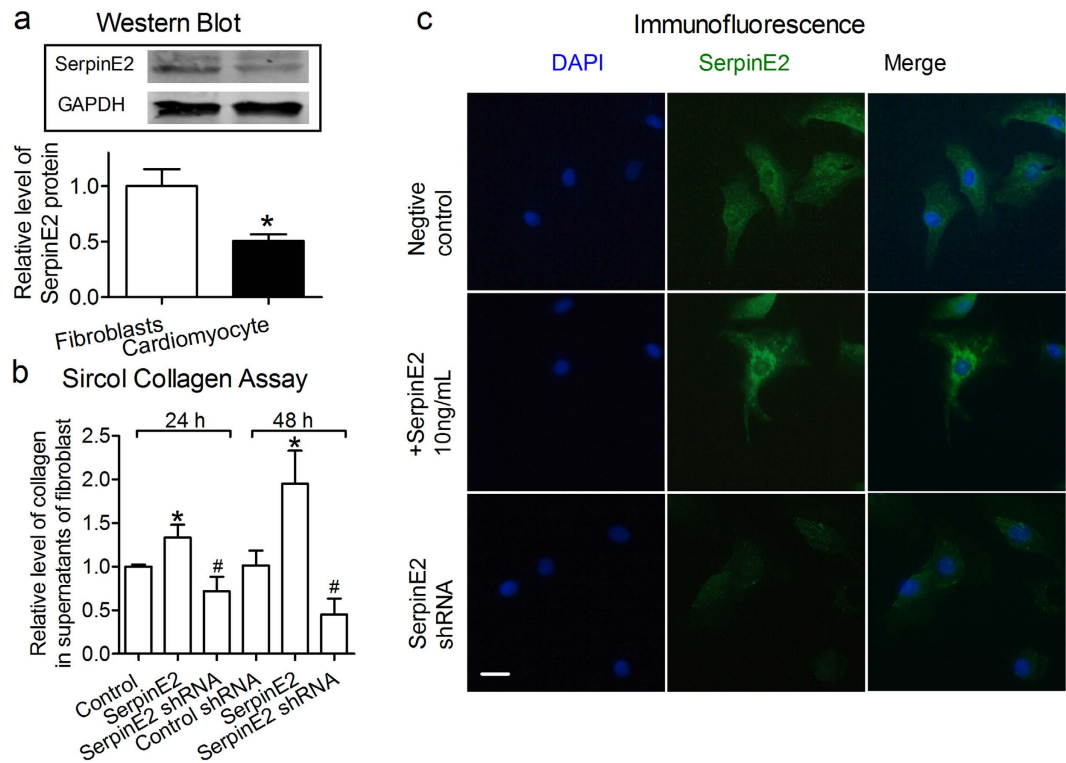 a
Western Blot
SerpinE2
GAPDH
Relative level of
SerpinE2 protein
1.0
0.5
0.0
*
Fibroblasts
Cardiomyocyte
b
Sircol Collagen Assay
24 h
48 h
Relative level of collagen
in supernatants of fibroblast
2.5
2.0
1.5
1.0
0.5
0.0
*
#
*
#
Control
SerpinE2
SerpinE2 shRNA
Control shRNA
SerpinE2
SerpinE2 shRNA
c
Immunofluorescence
DAPI
SerpinE2
Merge
Negtive
control
+SerpinE2
10ng/mL
SerpinE2
shRNA